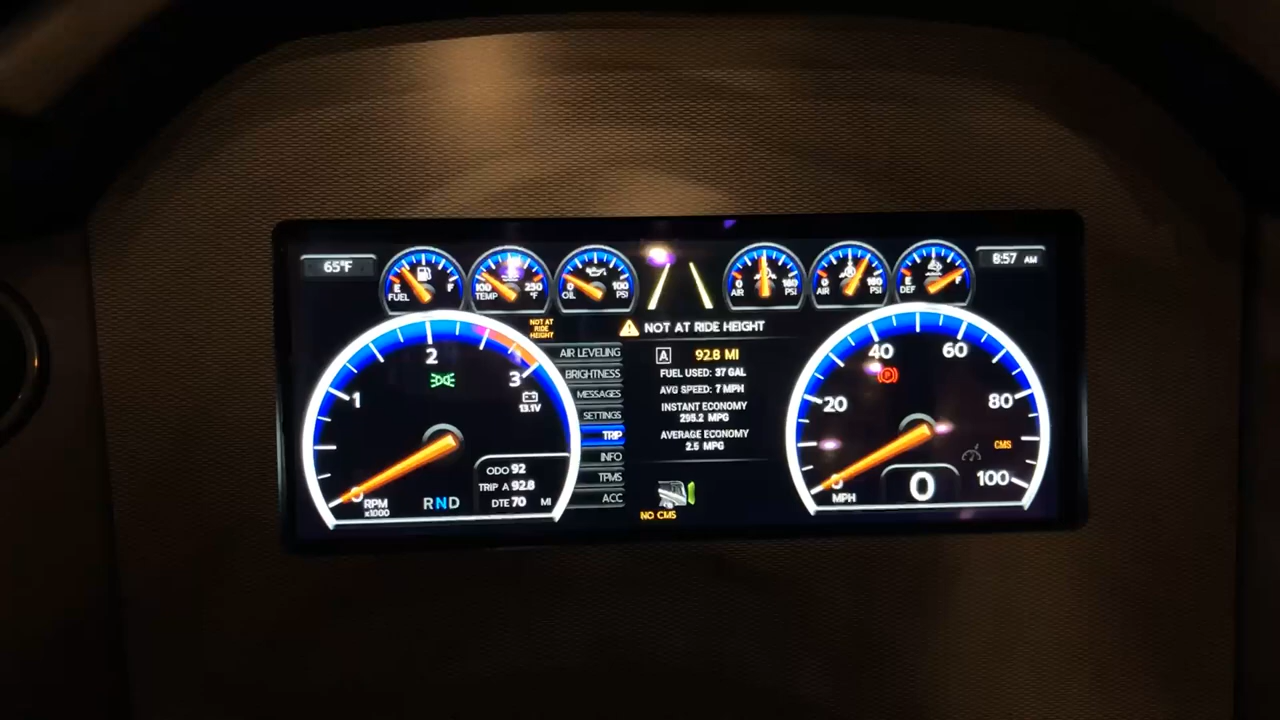 65°F
E F
FUEL
100 250
TEMP °F
0 100
OIL PSI
0
AIR PSI
0
AIR PSI
E F
DEF
8:57 AM
NOT AT
RIDE
HEIGHT
NOT AT RIDE HEIGHT
0 1 2 3
13.1V
RPM
x1000
RND
ODO 92
TRIP A 92.8
DTE 70 MI
AIR LEVELING
BRIGHTNESS
MESSAGES
SETTINGS
TRIP
INFO
TPMS
ACC
A 92.8 MI
FUEL USED: 37 GAL
AVG SPEED: 7 MPH
INSTANT ECONOMY
295.2 MPG
AVERAGE ECONOMY
2.5 MPG
NO CMS
0 20 40 60 80 100
P
CMS
MPH
0